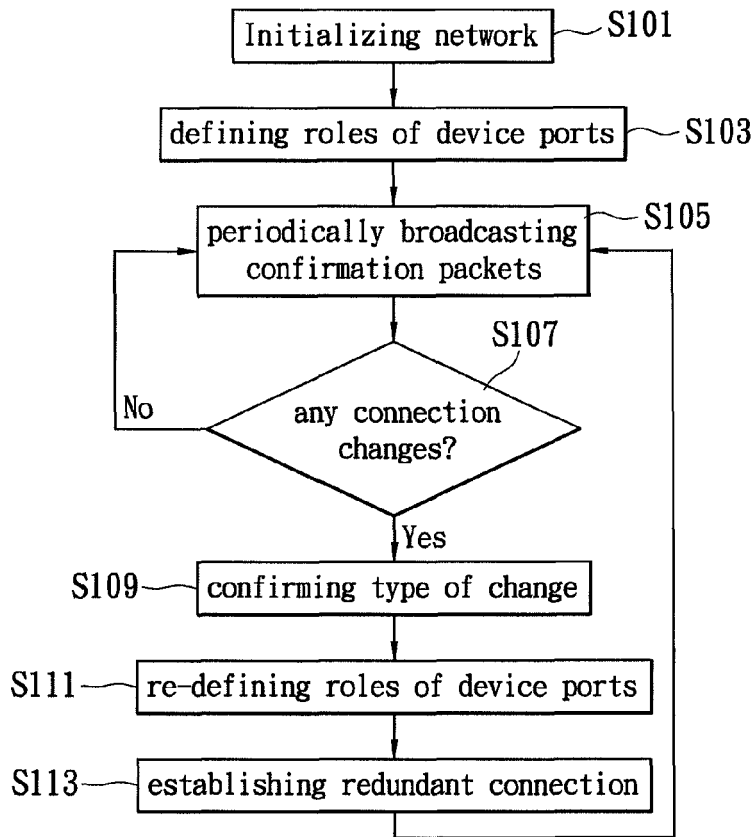 Initializing network
S101
defining roles of device ports
S103
periodically broadcasting
confirmation packets
S105
S107
any connection
changes?
No
Yes
S109
confirming type of change
S111
re-defining roles of device ports
S113
establishing redundant connection